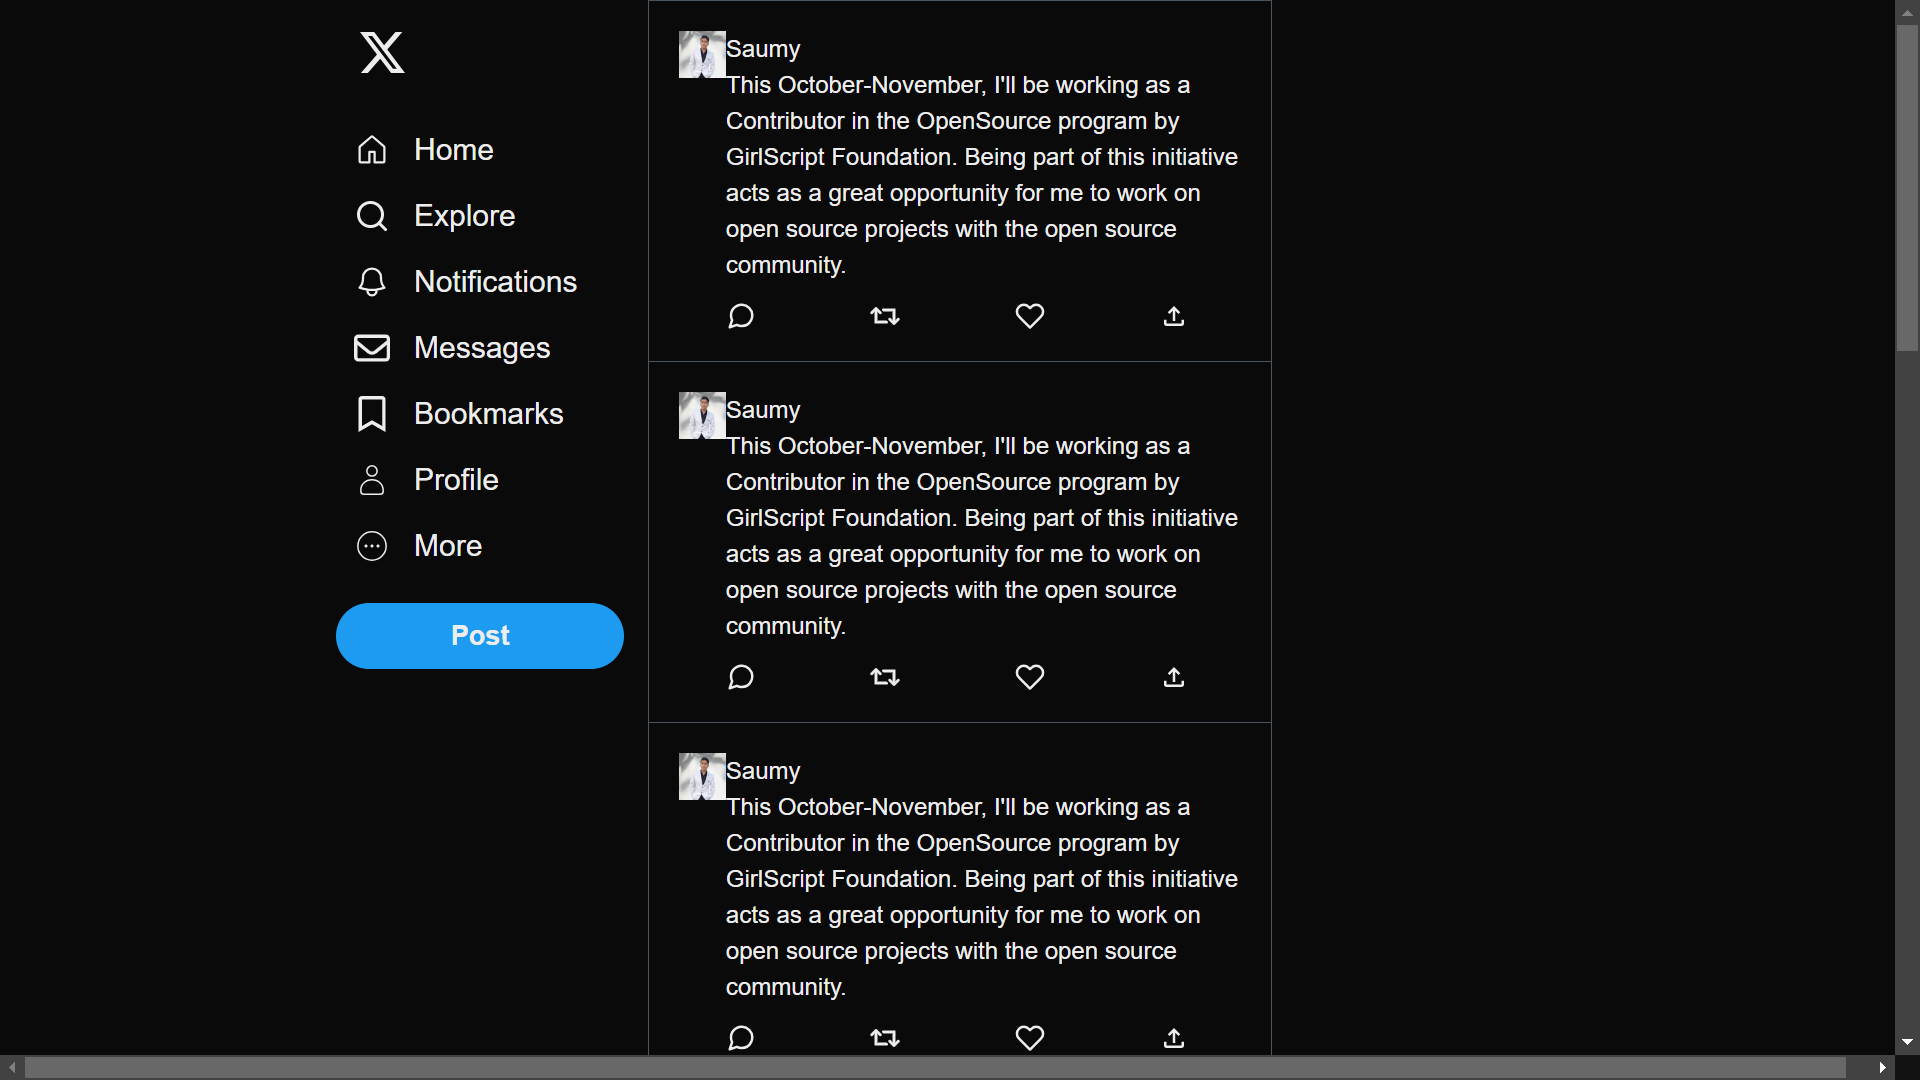 Home
Explore
Notifications
Messages
Bookmarks
Profile
More
Post
Saumy
This October-November, I'll be working as a
Contributor in the OpenSource program by
GirlScript Foundation. Being part of this initiative
acts as a great opportunity for me to work on
open source projects with the open source
community.
Saumy
This October-November, I'll be working as a
Contributor in the OpenSource program by
GirlScript Foundation. Being part of this initiative
acts as a great opportunity for me to work on
open source projects with the open source
community.
Saumy
This October-November, I'll be working as a
Contributor in the OpenSource program by
GirlScript Foundation. Being part of this initiative
acts as a great opportunity for me to work on
open source projects with the open source
community.